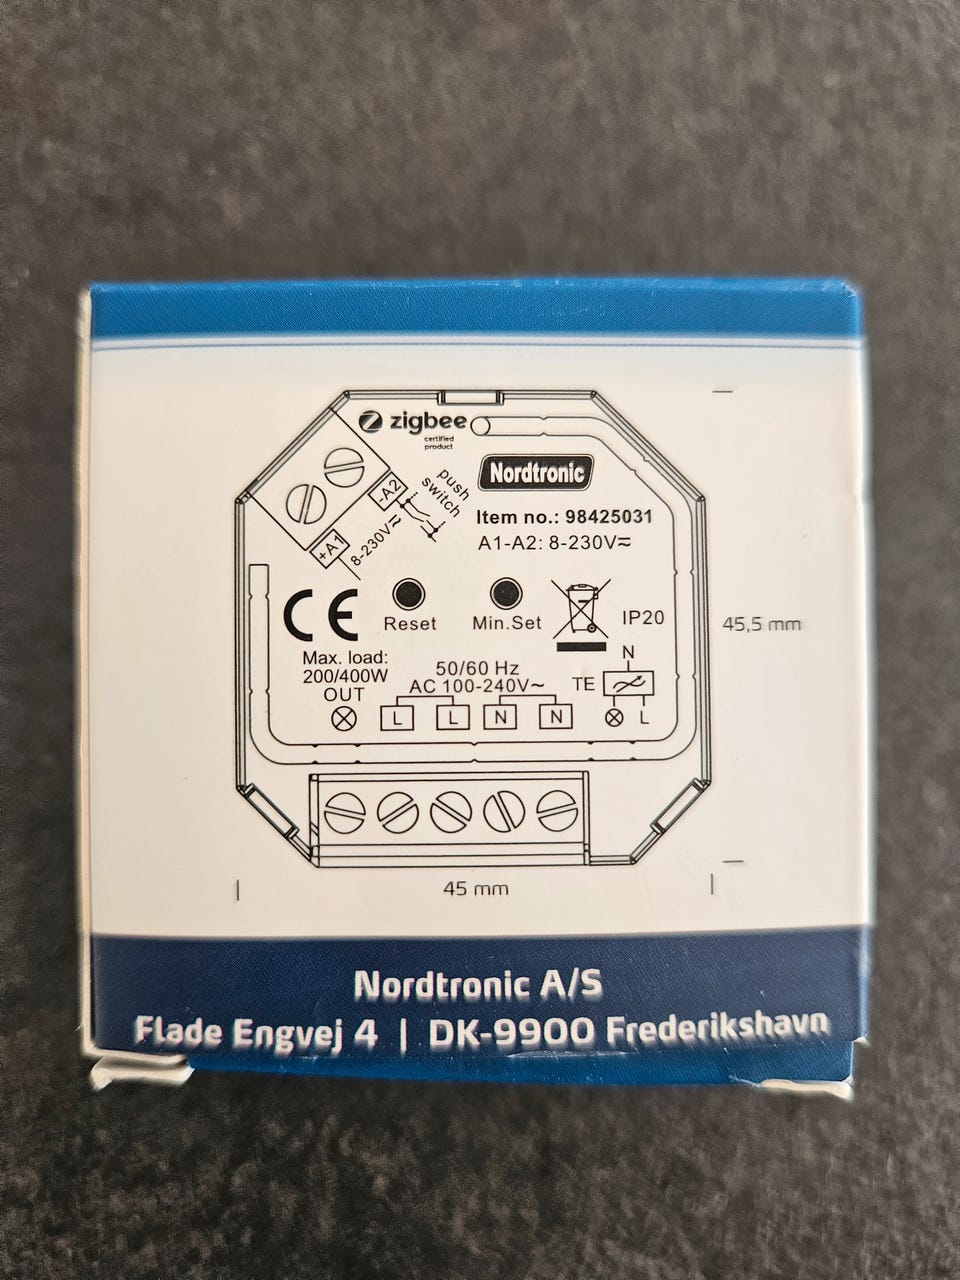 zigbee
certified
product
Nordtronic
push
switch
-A2
+A1
8-230V≂
Item no.: 98425031
A1-A2: 8-230V≂
CE
Reset
Min.Set
IP20
45,5 mm
Max. load:
200/400W
OUT
50/60 Hz
AC 100-240V~
L L N N
TE
N
L
45 mm
Nordtronic A/S
Flade Engvej 4 | DK-9900 Frederikshavn